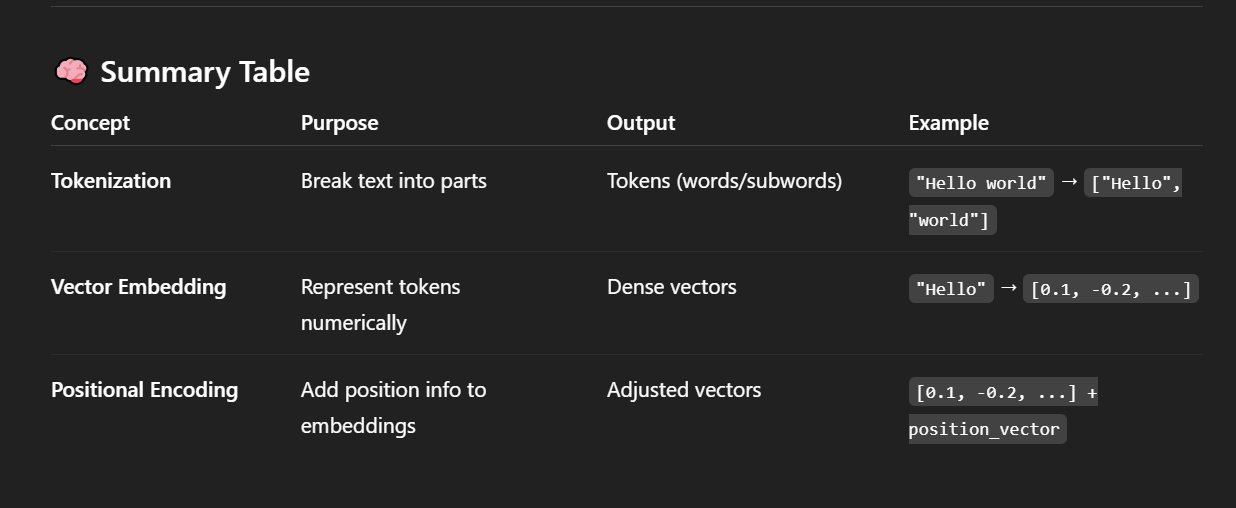 🧠 Summary Table
Concept Purpose Output Example
Tokenization Break text into parts Tokens (words/subwords) "Hello world" → ["Hello",
"world"]
Vector Embedding Represent tokens Dense vectors "Hello" → [0.1, -0.2, ...]
numerically
Positional Encoding Add position info to Adjusted vectors [0.1, -0.2, ...] +
embeddings position_vector